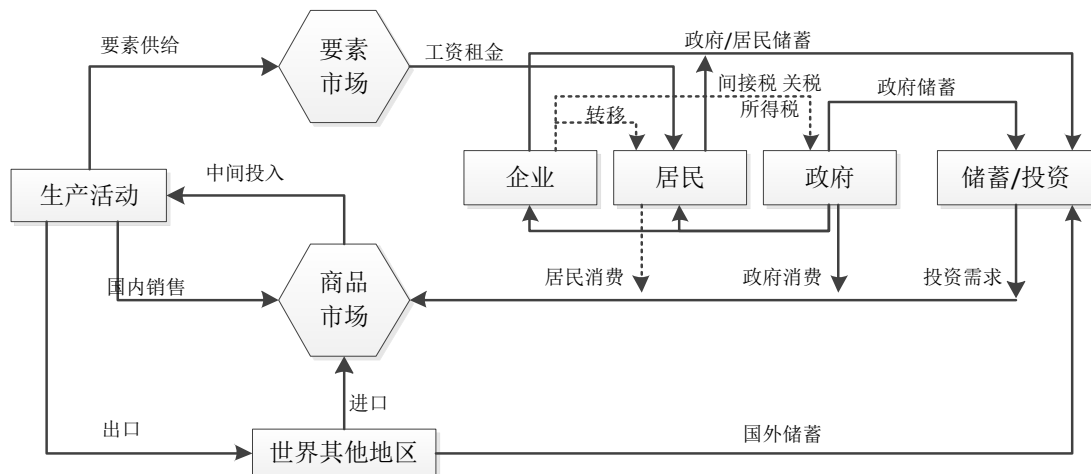 要素供给
要素
市场
工资租金
政府/居民储蓄
间接税 关税
所得税
政府储蓄
转移
生产活动
中间投入
企业
居民
政府
储蓄/投资
国内销售
商品
市场
居民消费
政府消费
投资需求
进口
出口
世界其他地区
国外储蓄